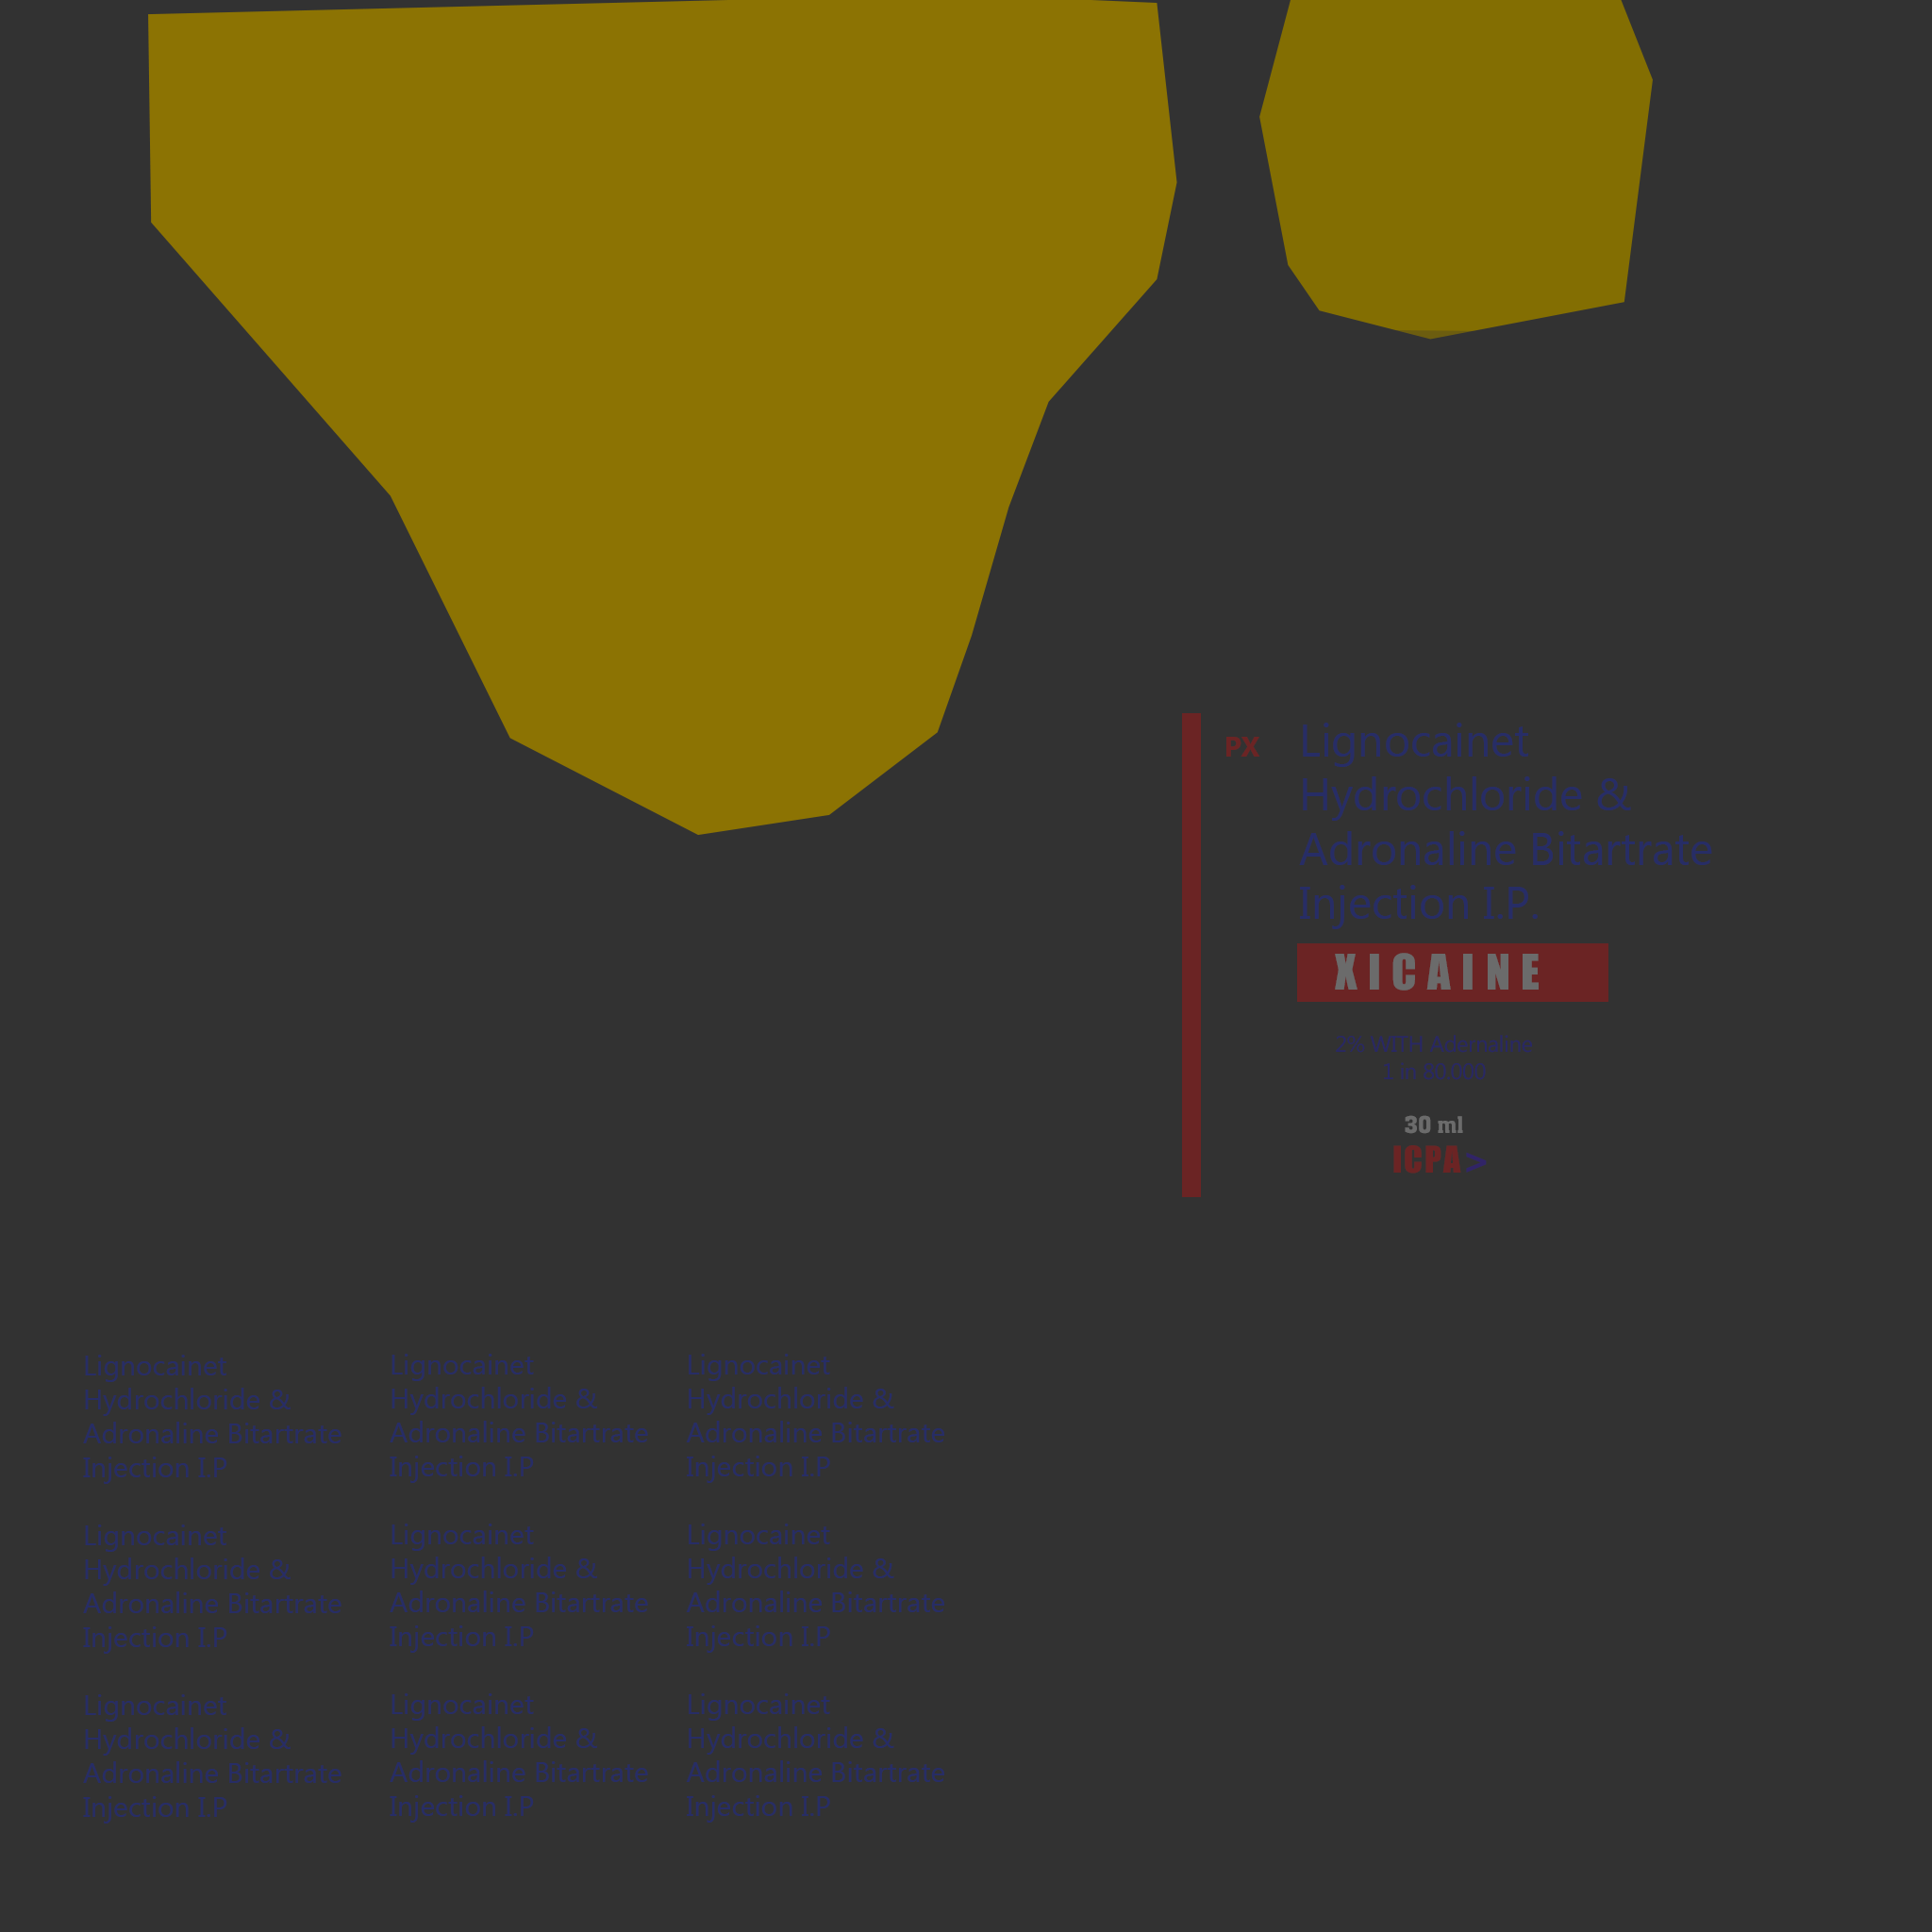 PX
Lignocainet
Hydrochloride &
Adronaline Bitartrate
Injection I.P.
XICAINE
2% WITH Adernaline
1 in 80,000
30 ml
ICPA>
Lignocainet
Hydrochloride &
Adronaline Bitartrate
Injection I.P
Lignocainet
Hydrochloride &
Adronaline Bitartrate
Injection I.P
Lignocainet
Hydrochloride &
Adronaline Bitartrate
Injection I.P
Lignocainet
Hydrochloride &
Adronaline Bitartrate
Injection I.P
Lignocainet
Hydrochloride &
Adronaline Bitartrate
Injection I.P
Lignocainet
Hydrochloride &
Adronaline Bitartrate
Injection I.P
Lignocainet
Hydrochloride &
Adronaline Bitartrate
Injection I.P
Lignocainet
Hydrochloride &
Adronaline Bitartrate
Injection I.P
Lignocainet
Hydrochloride &
Adronaline Bitartrate
Injection I.P